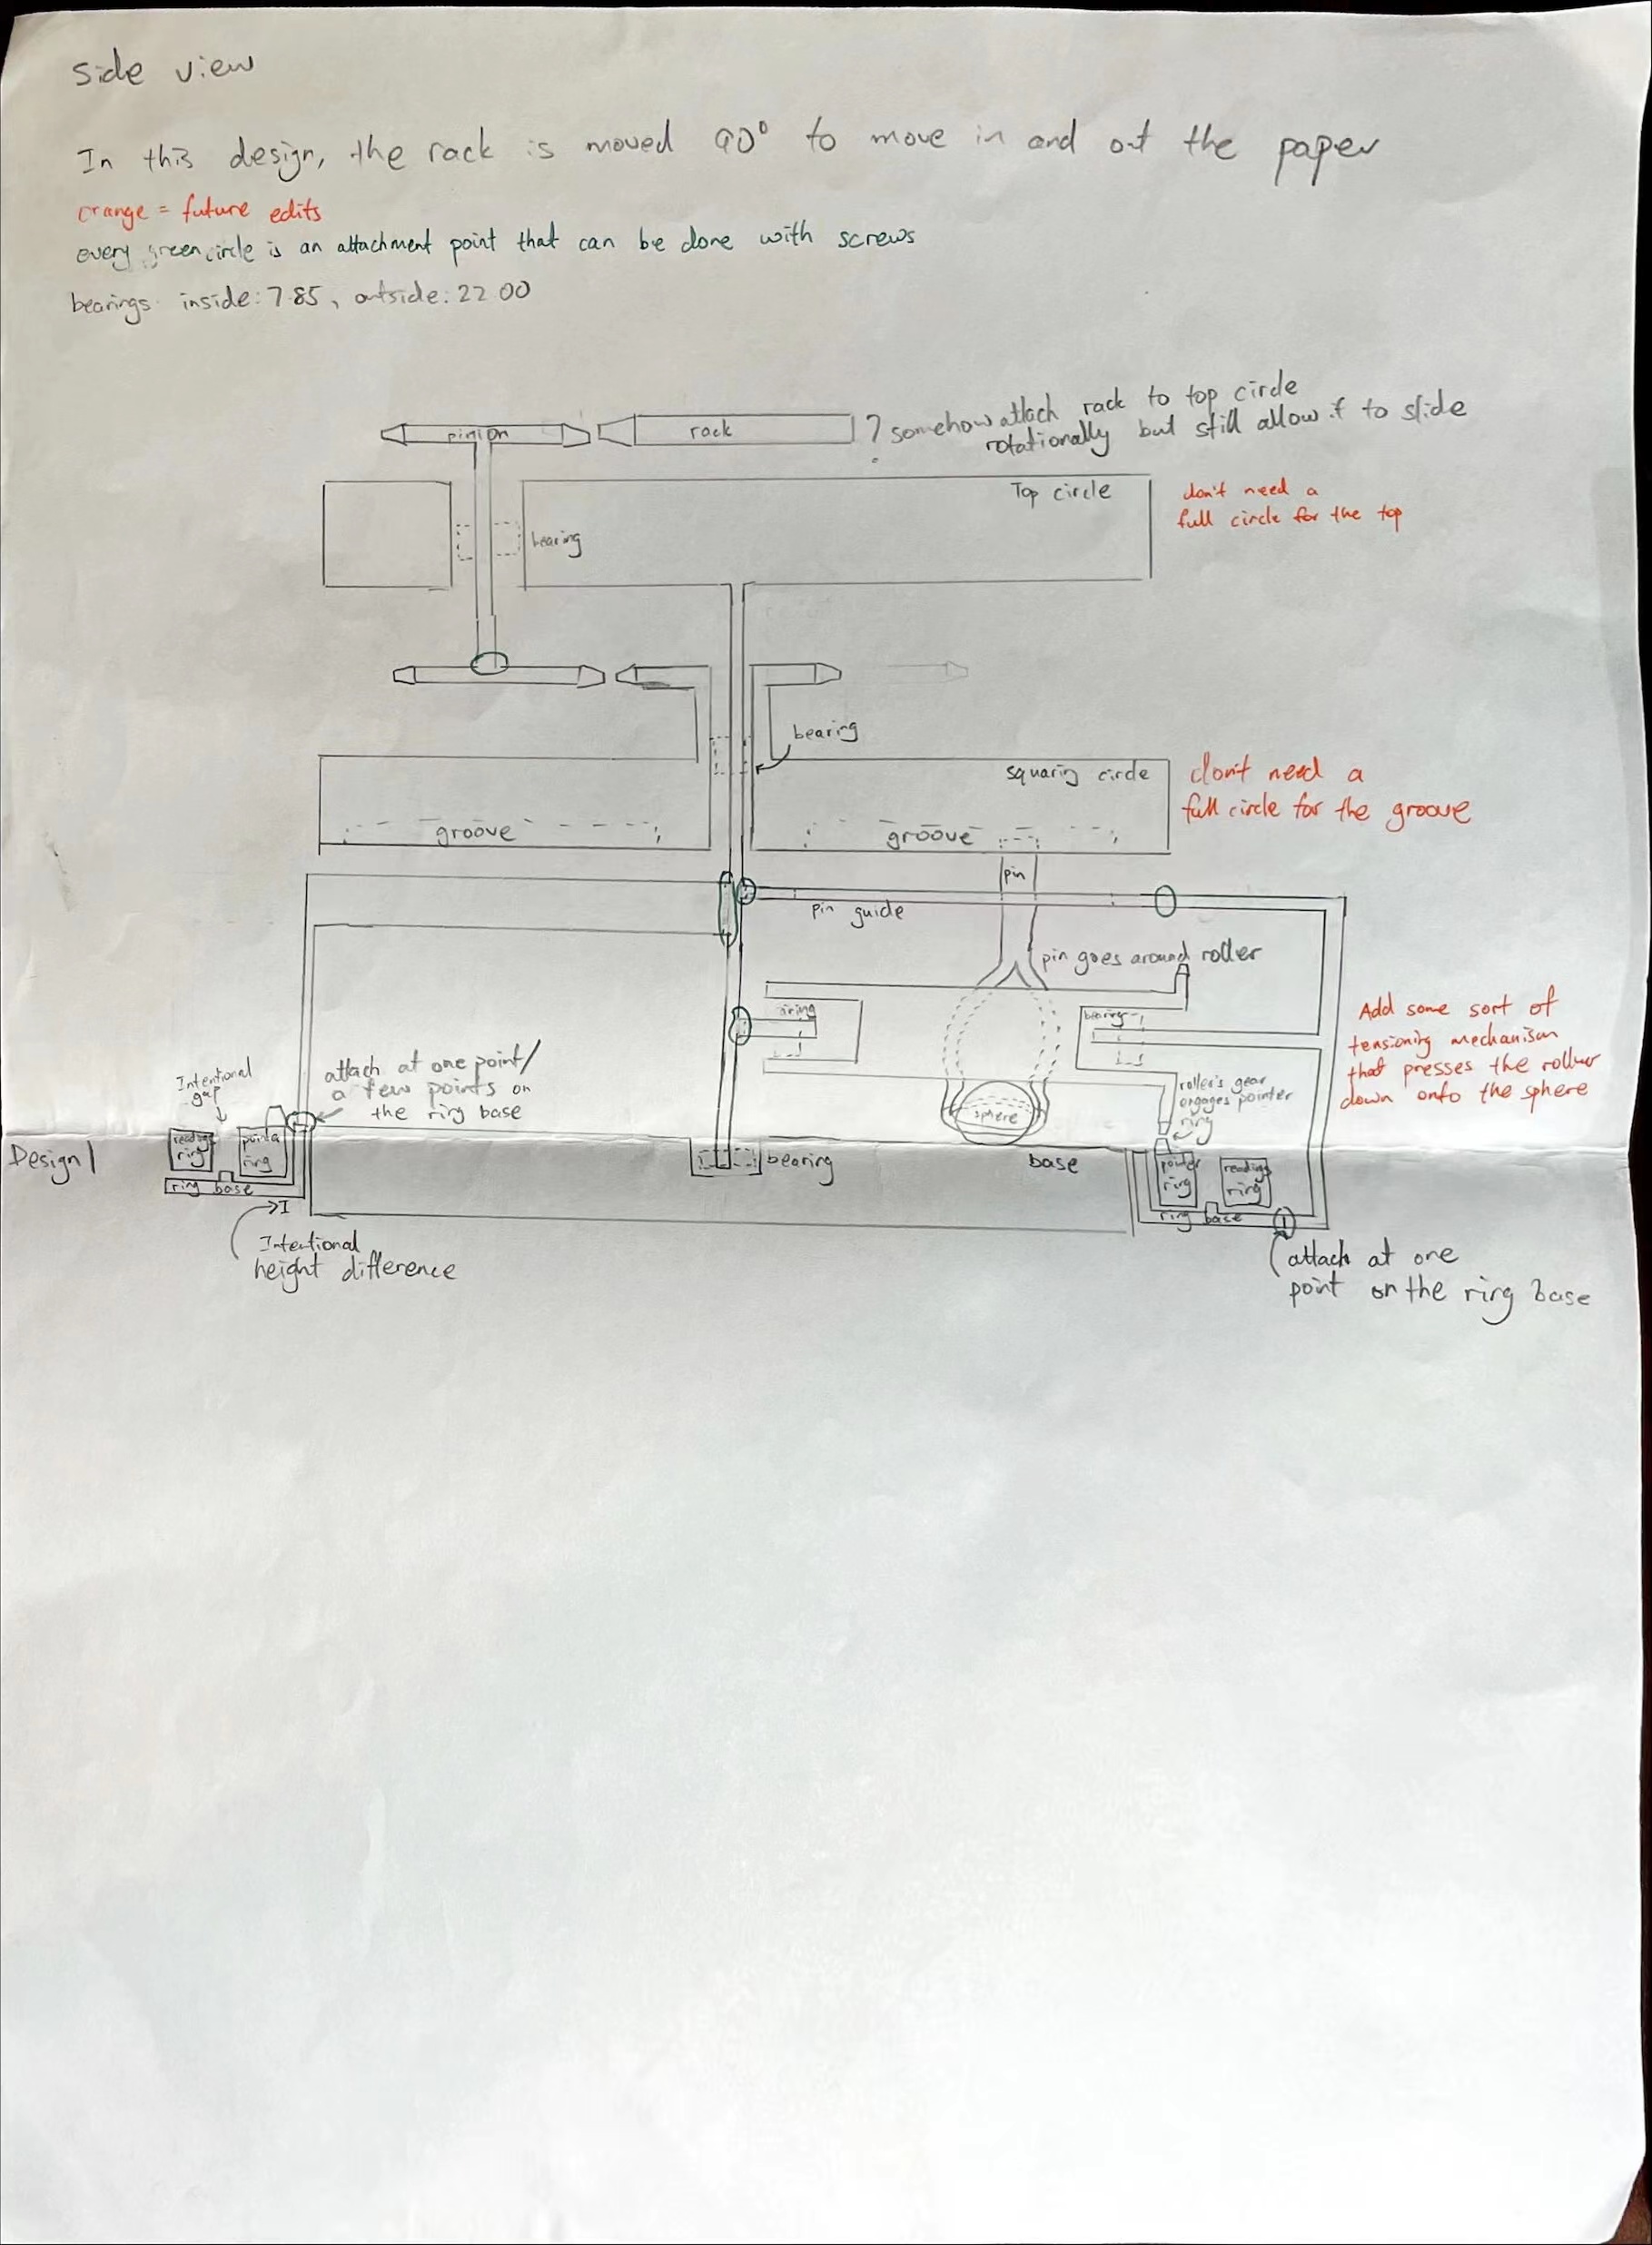 side view
In this design, the rack is moved 90° to move in and out the paper
orange = future edits
every green circle is an attachment point that can be done with screws
bearings: inside: 7.85, outside: 22.00
pinion
rack
? somehow attach rack to top circle
rotationally but still allow it to slide
Top circle
don't need a
full circle for the top
bearing
bearing
squaring circle
don't need a
full circle for the groove
groove
groove
pin
pin guide
pin goes around roller
bearing
Add some sort of
tensioning mechanism
that presses the roller
down onto the sphere
attach at one point/
a few points on
the ring base
Intentional
gap
roller's gear
engages pointer
ring
sphere
Design 1
reading
ring
ring
bearing
base
pointer
ring
reading
ring
ring base
ring base
Intentional
height difference
attach at one
point on the ring base